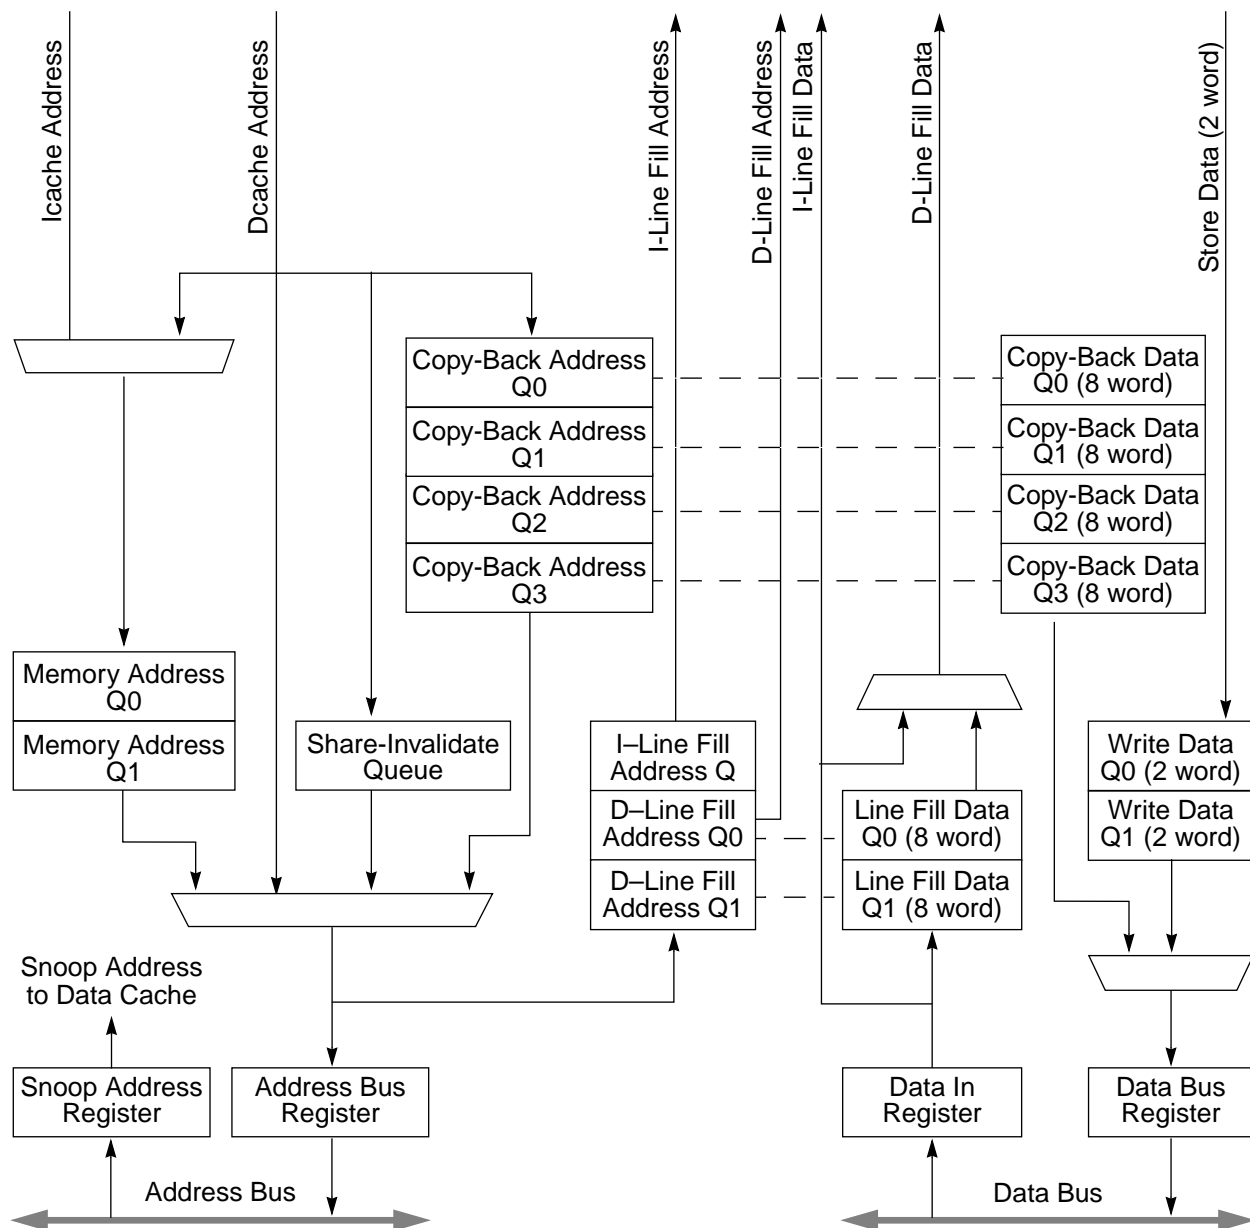 Icache Address
Dcache Address
I-Line Fill Address
D-Line Fill Address
I-Line Fill Data
D-Line Fill Data
Store Data (2 word)
Copy-Back Address
Q0
Copy-Back Address
Q1
Copy-Back Address
Q2
Copy-Back Address
Q3
Copy-Back Data
Q0 (8 word)
Copy-Back Data
Q1 (8 word)
Copy-Back Data
Q2 (8 word)
Copy-Back Data
Q3 (8 word)
Memory Address
Q0
Memory Address
Q1
Share-Invalidate
Queue
I–Line Fill
Address Q
D–Line Fill
Address Q0
D–Line Fill
Address Q1
Line Fill Data
Q0 (8 word)
Line Fill Data
Q1 (8 word)
Write Data
Q0 (2 word)
Write Data
Q1 (2 word)
Snoop Address
to Data Cache
Snoop Address
Register
Address Bus
Register
Data In
Register
Data Bus
Register
Address Bus
Data Bus